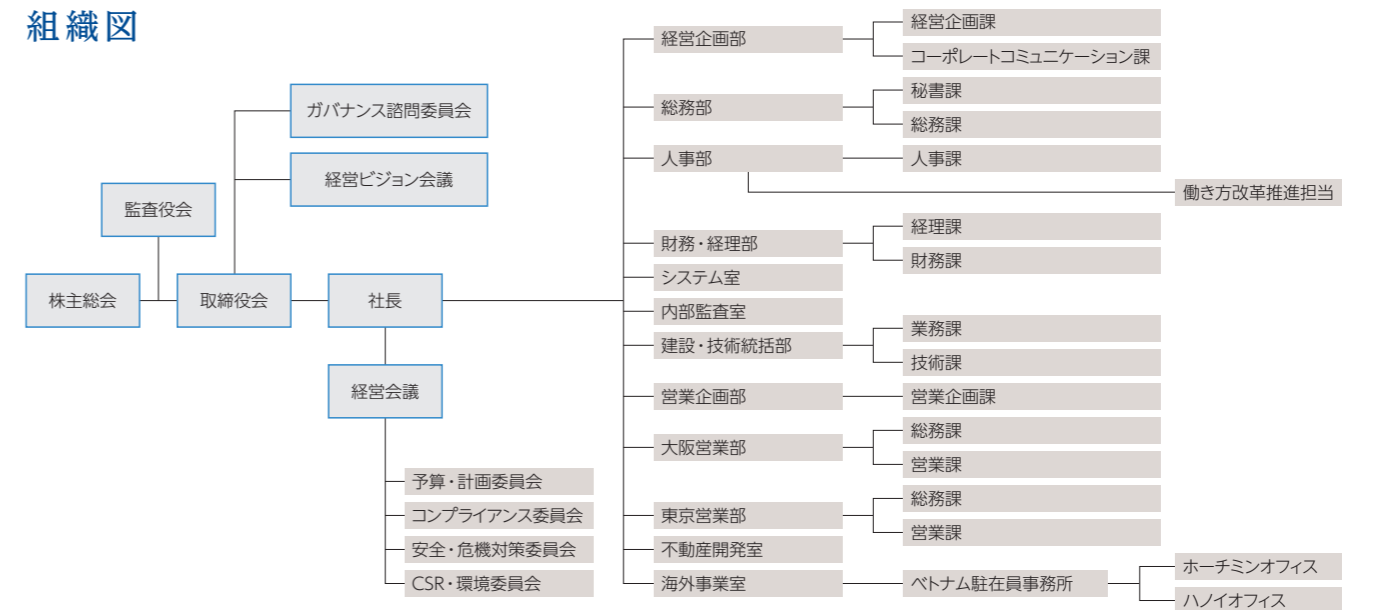 組織図
ガバナンス諮問委員会
経営ビジョン会議
監査役会
株主総会
取締役会
社長
経営会議
予算・計画委員会
コンプライアンス委員会
安全・危機対策委員会
CSR・環境委員会
経営企画部
経営企画課
コーポレートコミュニケーション課
総務部
秘書課
総務課
人事部
人事課
働き方改革推進担当
財務・経理部
経理課
財務課
システム室
内部監査室
建設・技術統括部
業務課
技術課
営業企画部
営業企画課
大阪営業部
総務課
営業課
東京営業部
総務課
営業課
不動産開発室
海外事業室
ベトナム駐在員事務所
ホーチミンオフィス
ハノイオフィス